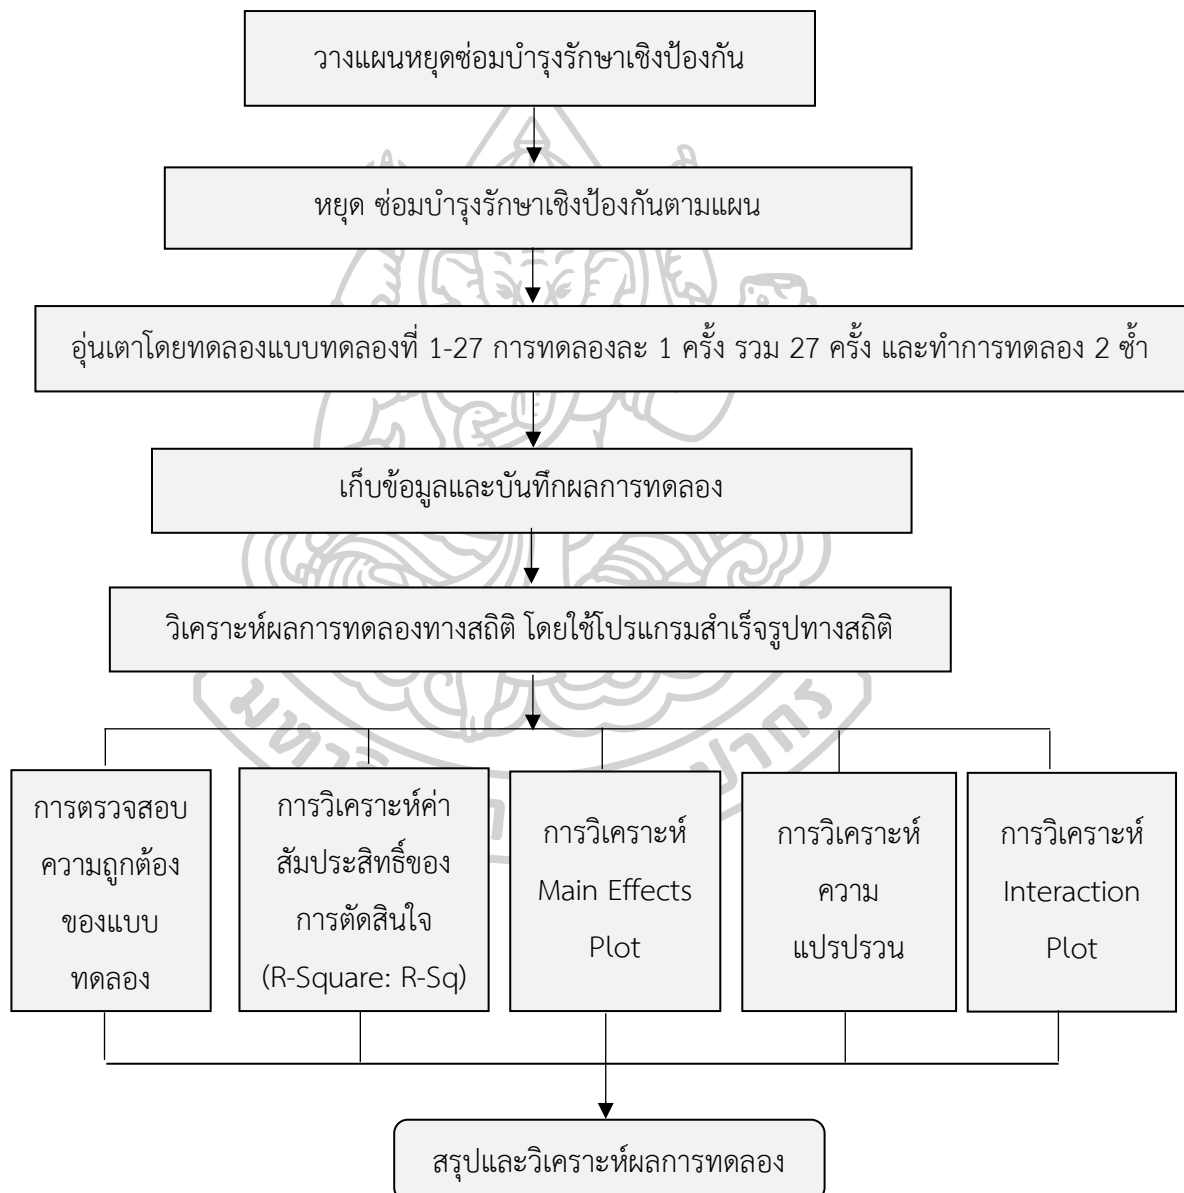 วางแผนหยุดซ่อมบำรุงรักษาเชิงป้องกัน
หยุด ซ่อมบำรุงรักษาเชิงป้องกันตามแผน
อุ่นเตาโดยทดลองแบบทดลองที่ 1-27 การทดลองละ 1 ครั้ง รวม 27 ครั้ง และทำการทดลอง 2 ซ้ำ
เก็บข้อมูลและบันทึกผลการทดลอง
วิเคราะห์ผลการทดลองทางสถิติ โดยใช้โปรแกรมสำเร็จรูปทางสถิติ
การตรวจสอบ
ความถูกต้อง
ของแบบ
ทดลอง
การวิเคราะห์ค่า
สัมประสิทธิ์ของ
การตัดสินใจ
(R-Square: R-Sq)
การวิเคราะห์
Main Effects
Plot
การวิเคราะห์
ความ
แปรปรวน
การวิเคราะห์
Interaction
Plot
สรุปและวิเคราะห์ผลการทดลอง